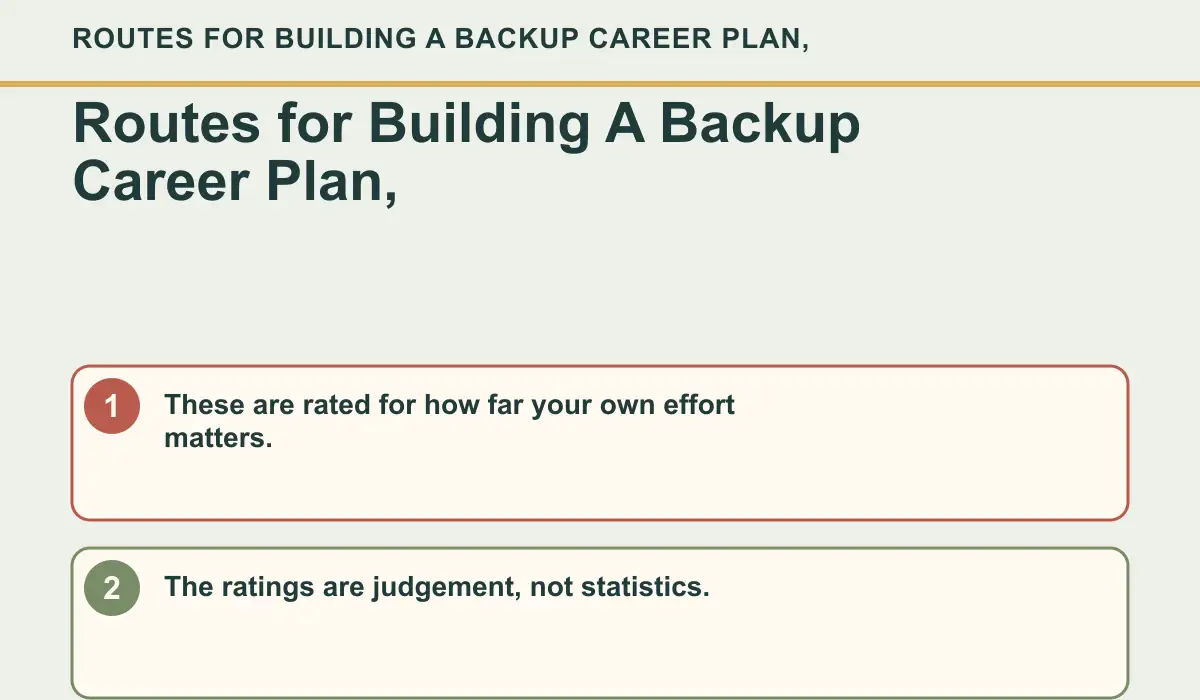 ROUTES FOR BUILDING A BACKUP CAREER PLAN,
Routes for Building A Backup
Career Plan,
1
These are rated for how far your own effort
matters.
2
The ratings are judgement, not statistics.